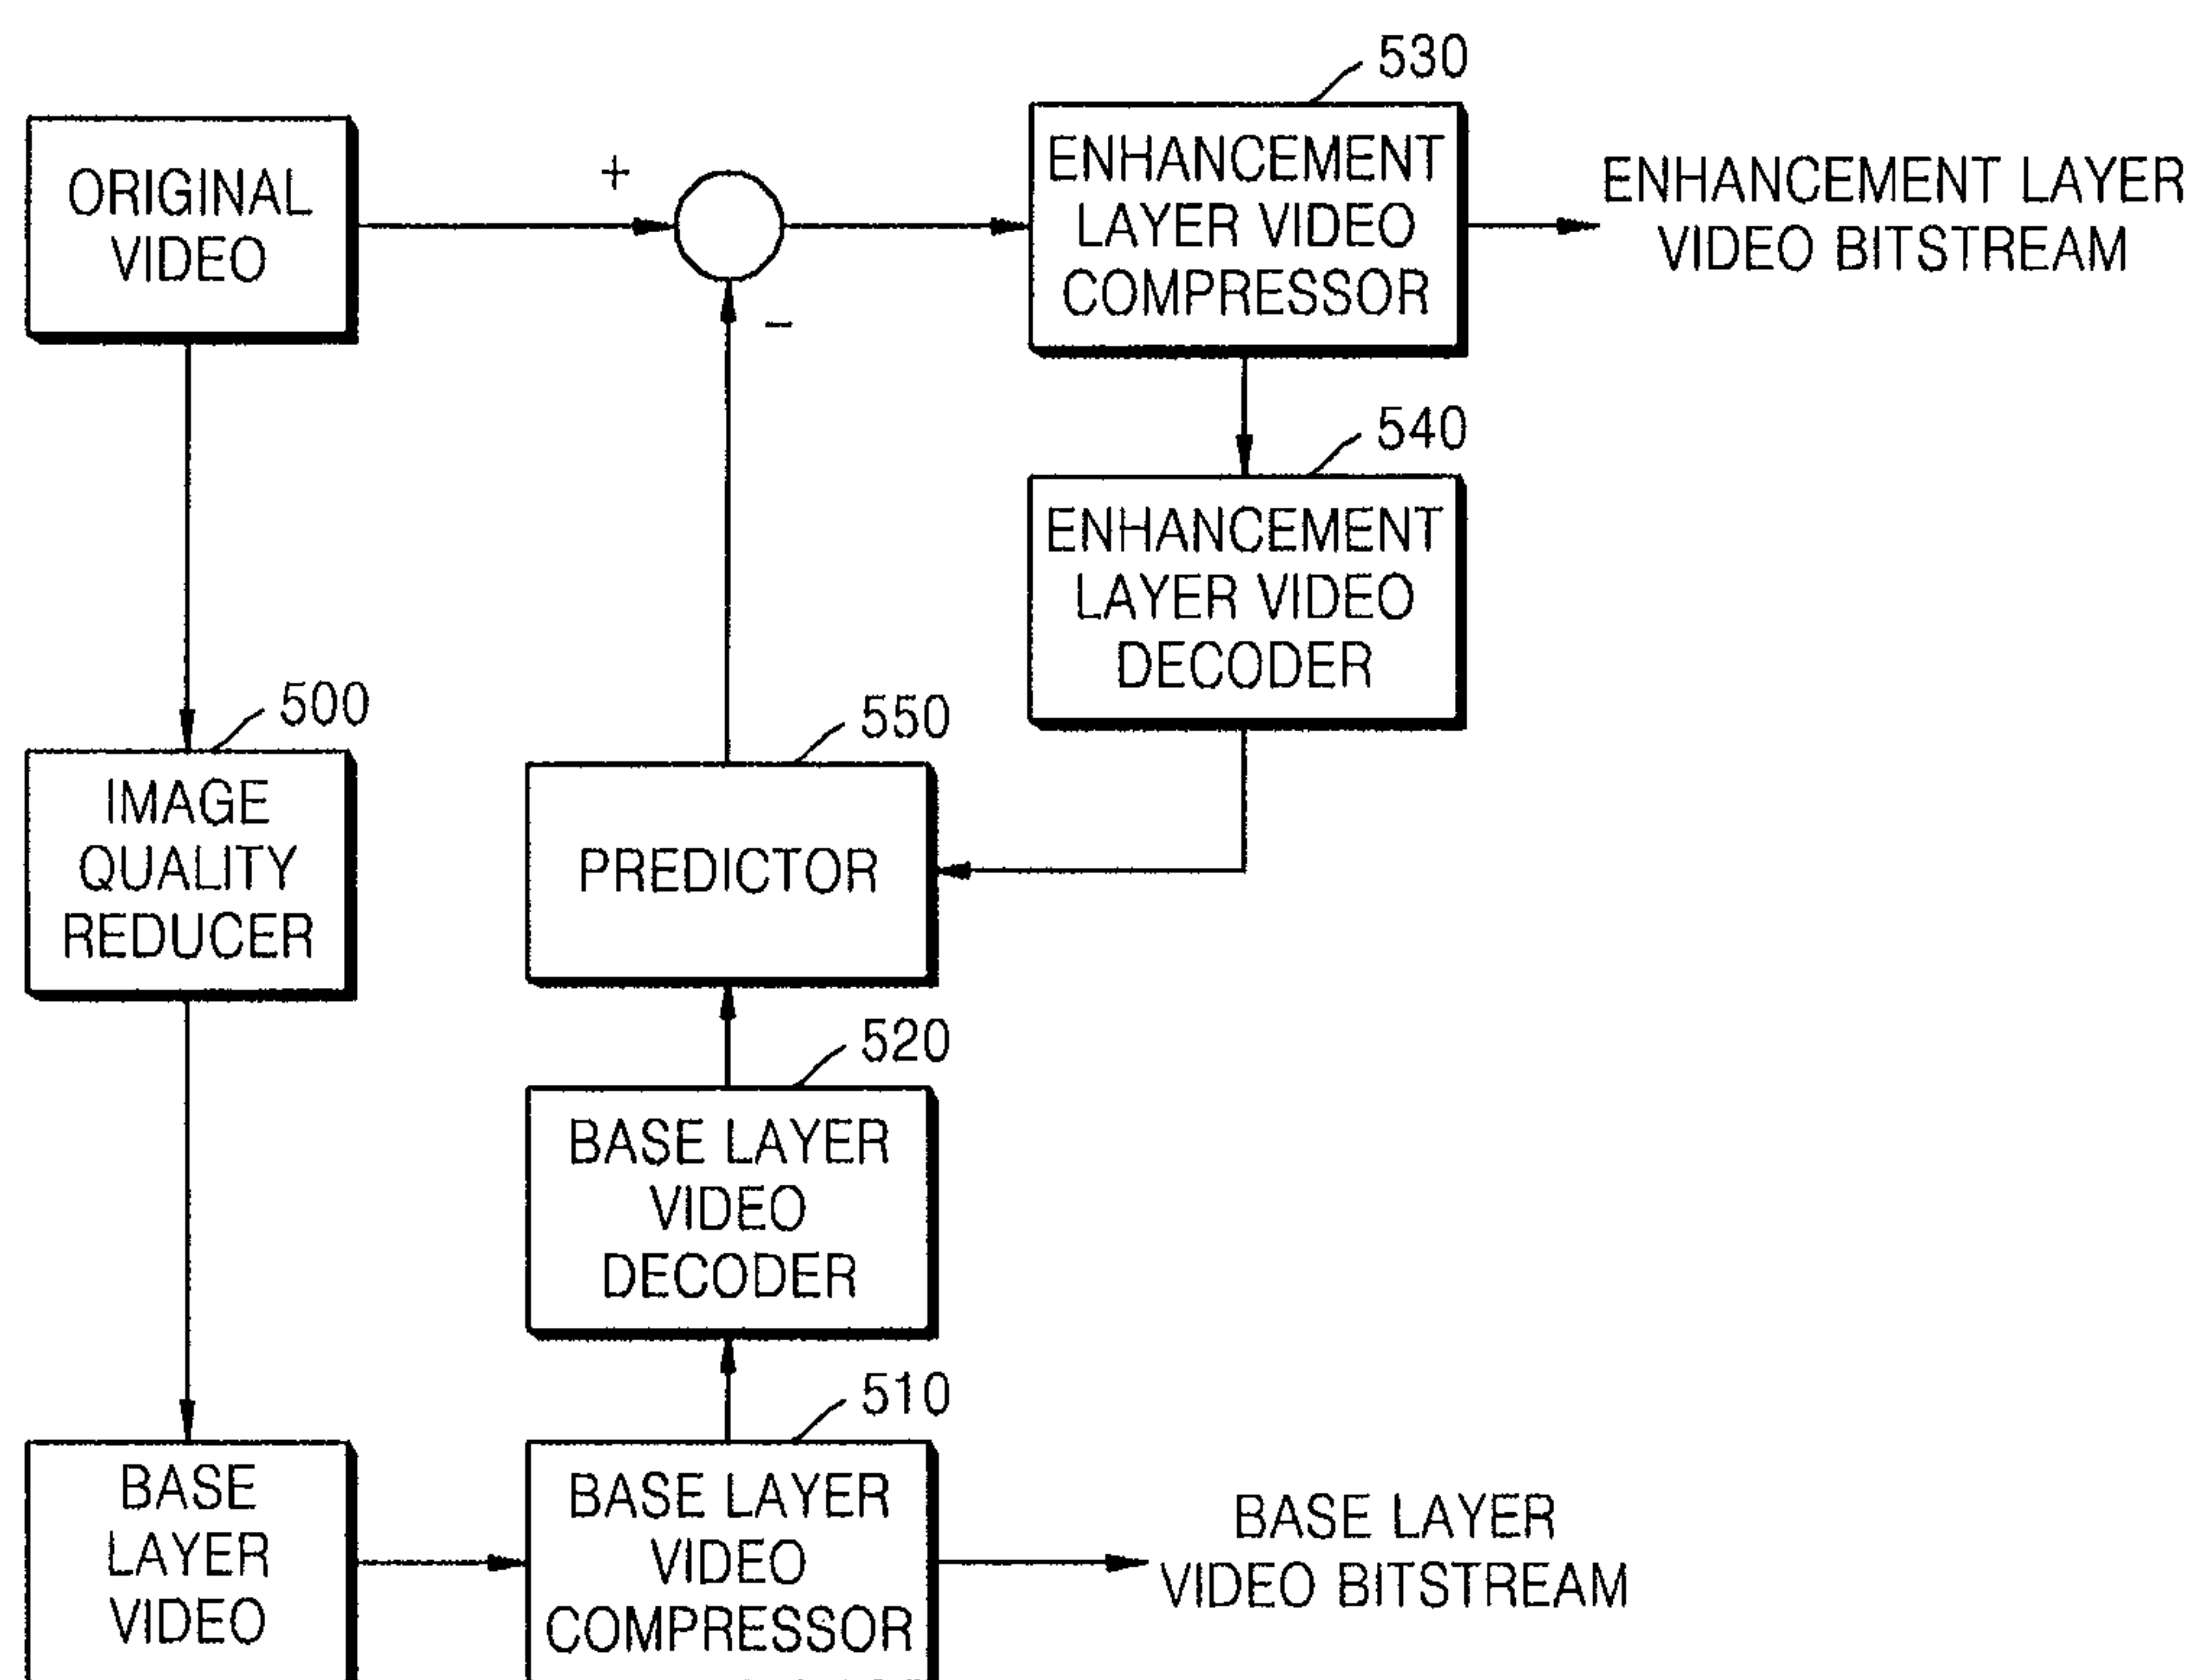 530
ORIGINAL
VIDEO
+
−
ENHANCEMENT
LAYER VIDEO
COMPRESSOR
ENHANCEMENT LAYER
VIDEO BITSTREAM
540
ENHANCEMENT
LAYER VIDEO
DECODER
500
IMAGE
QUALITY
REDUCER
550
PREDICTOR
520
BASE LAYER
VIDEO
DECODER
510
BASE
LAYER
VIDEO
BASE LAYER
VIDEO
COMPRESSOR
BASE LAYER
VIDEO BITSTREAM